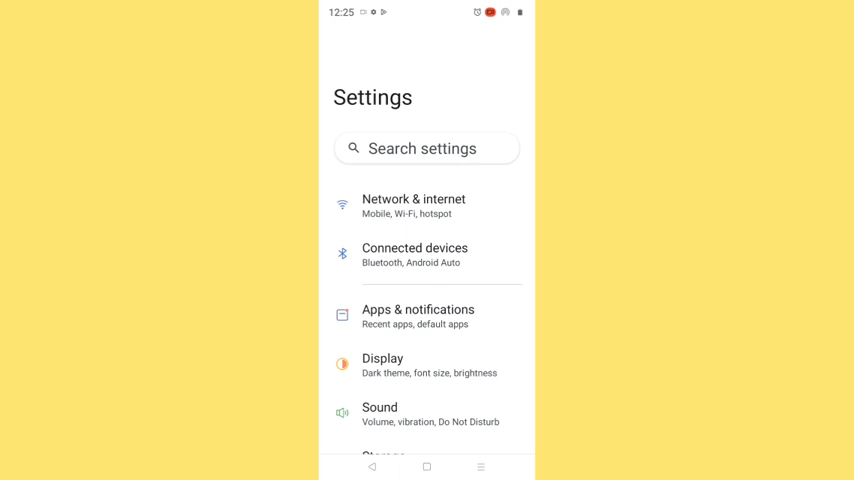 12:25
Settings
Search settings
Network & internet
Mobile, Wi-Fi, hotspot
Connected devices
Bluetooth, Android Auto
Apps & notifications
Recent apps, default apps
Display
Dark theme, font size, brightness
Sound
Volume, vibration, Do Not Disturb